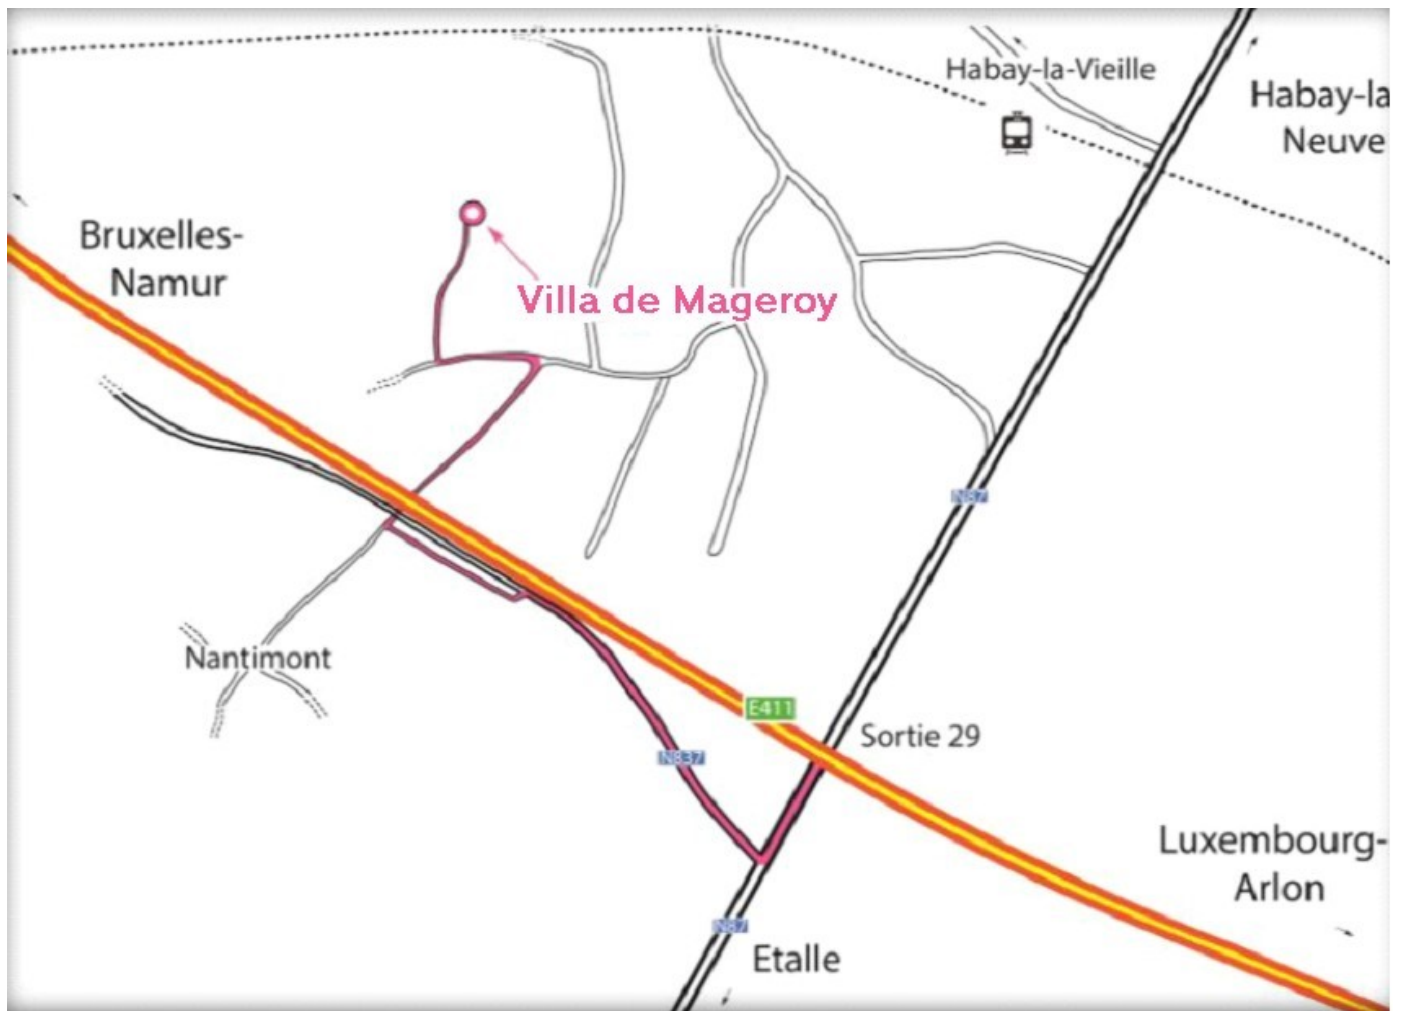 Habay-la-Vieille
Habay-la
Neuve
Bruxelles-
Namur
Villa de Mageroy
N87
Nantimont
E411
Sortie 29
N837
Luxembourg-
Arlon
N87
Etalle